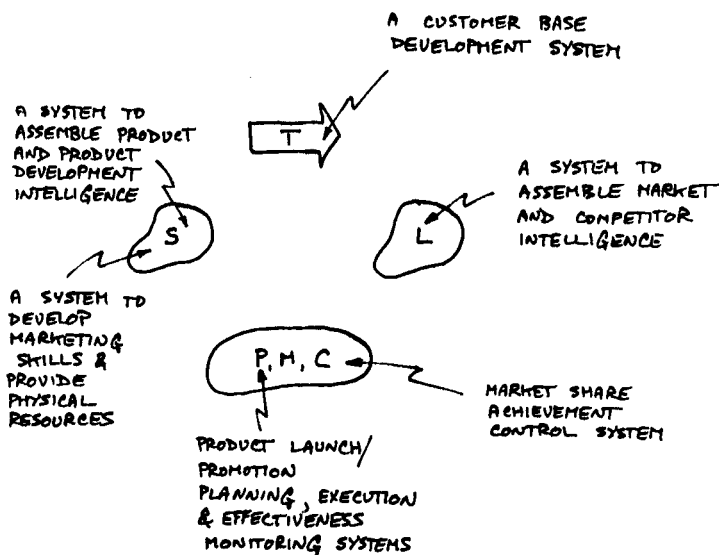 A CUSTOMER BASE
DEVELOPMENT SYSTEM
A SYSTEM TO
ASSEMBLE PRODUCT
AND PRODUCT
DEVELOPMENT
INTELLIGENCE
T
A SYSTEM TO
ASSEMBLE MARKET
AND COMPETITOR
INTELLIGENCE
S
L
A SYSTEM TO
DEVELOP
MARKETING
SKILLS &
PROVIDE
PHYSICAL
RESOURCES
P, M, C
MARKET SHARE
ACHIEVEMENT
CONTROL SYSTEM
PRODUCT LAUNCH/
PROMOTION
PLANNING, EXECUTION
& EFFECTIVENESS
MONITORING SYSTEMS